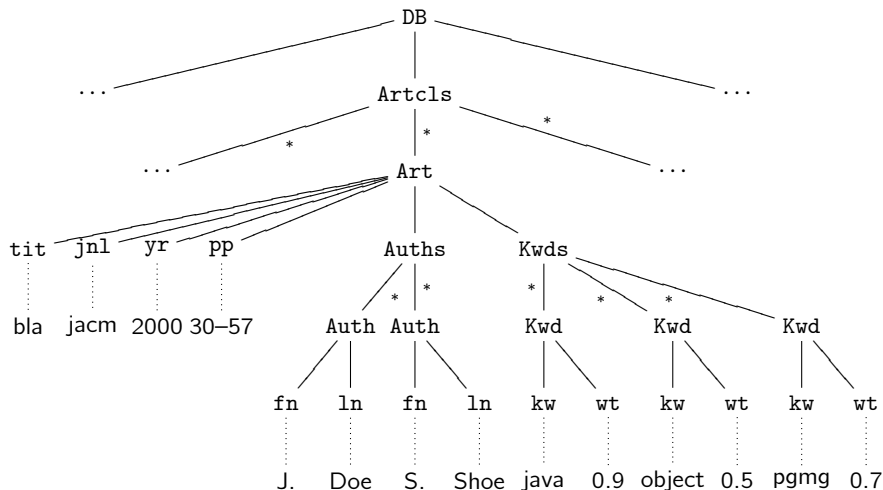 DB
... Artcls ...
* * *
... Art ...
tit jnl yr pp Auths Kwds
* * * * *
bla jacm 2000 30–57 Auth Auth Kwd Kwd Kwd
fn ln fn ln kw wt kw wt kw wt
J. Doe S. Shoe java 0.9 object 0.5 pgmg 0.7